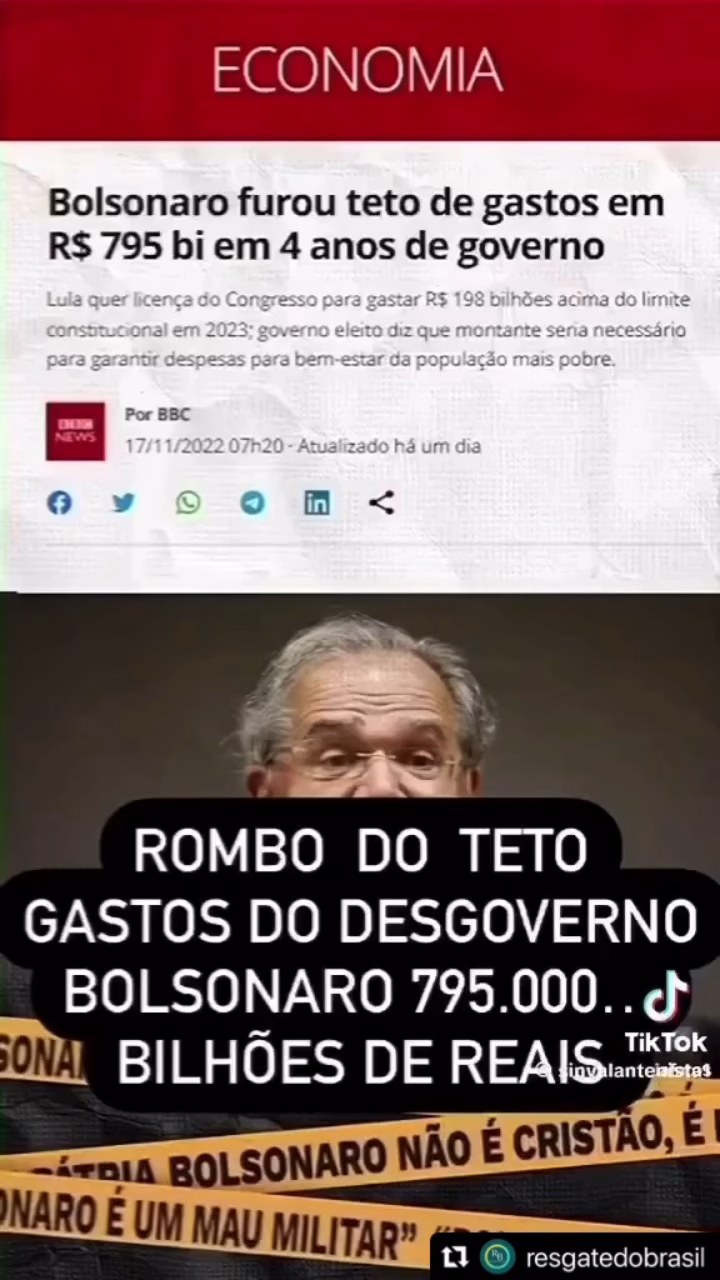 ECONOMIA
Bolsonaro furou teto de gastos em
R$ 795 bi em 4 anos de governo
Lula quer licença do Congresso para gastar R$ 198 bilhões acima do limite
constitucional em 2023; governo eleito diz que montante seria necessário
para garantir despesas para bem-estar da população mais pobre.
BBC
NEWS
Por BBC
17/11/2022 07h20 · Atualizado há um dia
ROMBO DO TETO
GASTOS DO DESGOVERNO
BOLSONARO 795.000..
BILHÕES DE REAIS
TikTok
SONA
PÁTRIA BOLSONARO NÃO É CRISTÃO, É
ONARO É UM MAU MILITAR"
resgatedobrasil